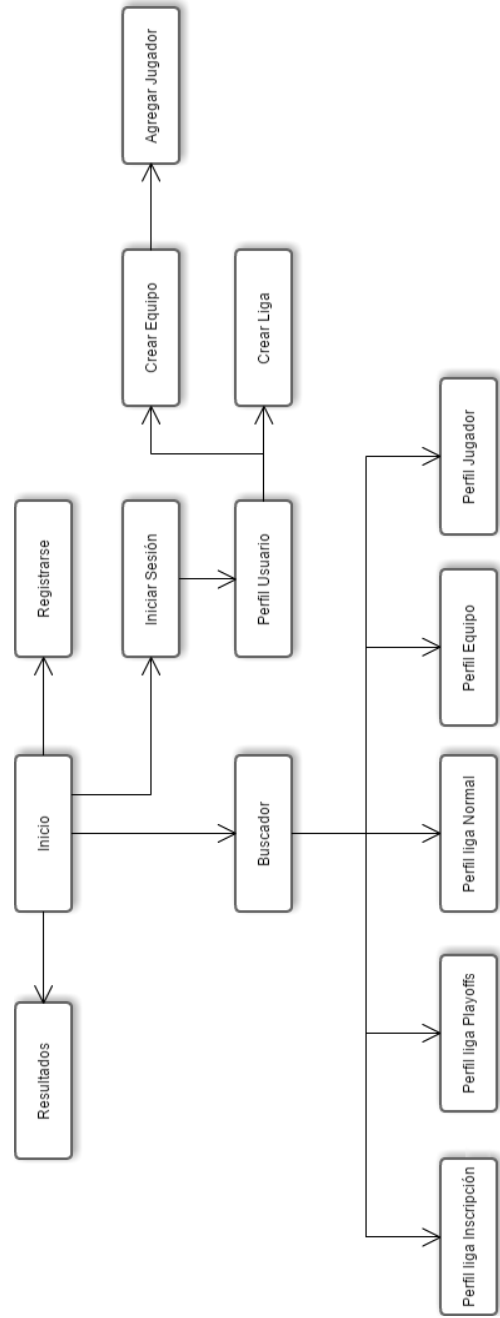 Resultados
Inicio
Registrarse
Iniciar Sesión
Crear Equipo
Agregar Jugador
Buscador
Perfil Usuario
Crear Liga
Perfil liga Inscripción
Perfil liga Playoffs
Perfil liga Normal
Perfil Equipo
Perfil Jugador